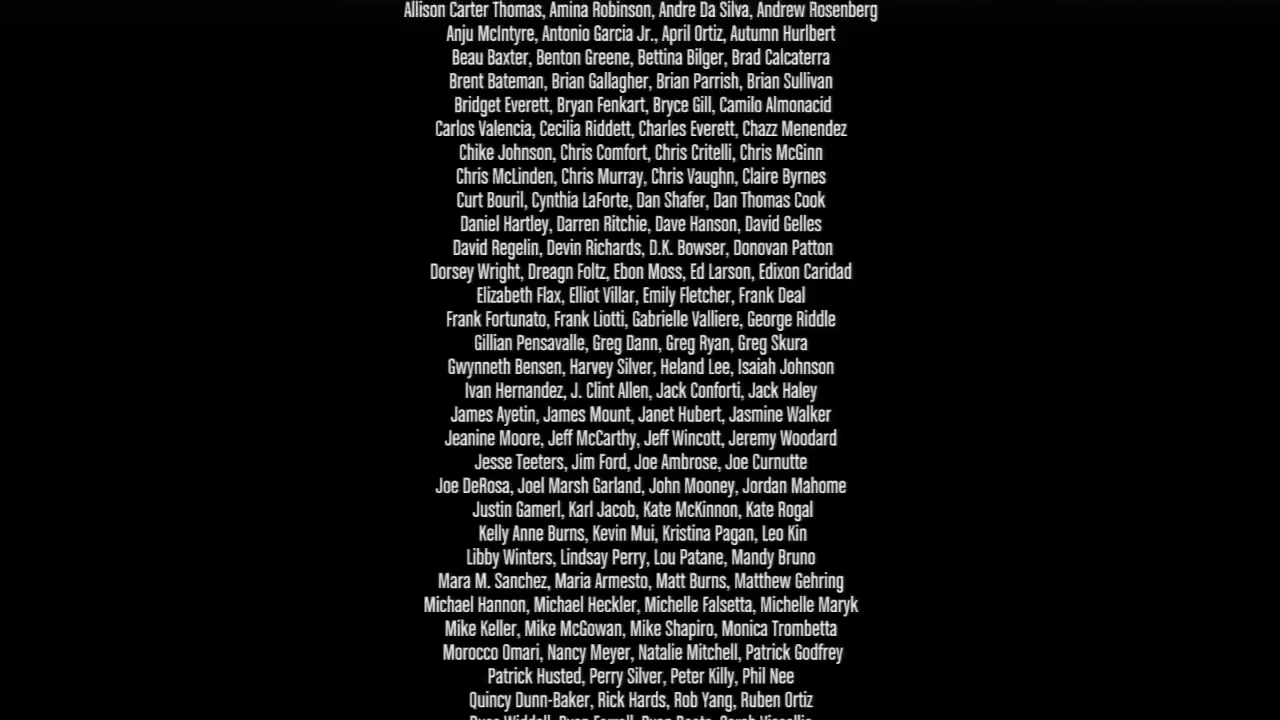 Allison Carter Thomas, Amina Robinson, Andre Da Silva, Andrew Rosenberg
Anju McIntyre, Antonio Garcia Jr., April Ortiz, Autumn Hurlbert
Beau Baxter, Benton Greene, Bettina Bilger, Brad Calcaterra
Brent Bateman, Brian Gallagher, Brian Parrish, Brian Sullivan
Bridget Everett, Bryan Fenkart, Bryce Gill, Camilo Almonacid
Carlos Valencia, Cecilia Riddett, Charles Everett, Chazz Menendez
Chike Johnson, Chris Comfort, Chris Critelli, Chris McGinn
Chris McLinden, Chris Murray, Chris Vaughn, Claire Byrnes
Curt Bouril, Cynthia LaForte, Dan Shafer, Dan Thomas Cook
Daniel Hartley, Darren Ritchie, Dave Hanson, David Gelles
David Regelin, Devin Richards, D.K. Bowser, Donovan Patton
Dorsey Wright, Dreagn Foltz, Ebon Moss, Ed Larson, Edixon Caridad
Elizabeth Flax, Elliot Villar, Emily Fletcher, Frank Deal
Frank Fortunato, Frank Liotti, Gabrielle Valliere, George Riddle
Gillian Pensavalle, Greg Dann, Greg Ryan, Greg Skura
Gwynneth Bensen, Harvey Silver, Heland Lee, Isaiah Johnson
Ivan Hernandez, J. Clint Allen, Jack Conforti, Jack Haley
James Ayetin, James Mount, Janet Hubert, Jasmine Walker
Jeanine Moore, Jeff McCarthy, Jeff Wincott, Jeremy Woodard
Jesse Teeters, Jim Ford, Joe Ambrose, Joe Curnutte
Joe DeRosa, Joel Marsh Garland, John Mooney, Jordan Mahome
Justin Gamerl, Karl Jacob, Kate McKinnon, Kate Rogal
Kelly Anne Burns, Kevin Mui, Kristina Pagan, Leo Kin
Libby Winters, Lindsay Perry, Lou Patane, Mandy Bruno
Mara M. Sanchez, Maria Armesto, Matt Burns, Matthew Gehring
Michael Hannon, Michael Heckler, Michelle Falsetta, Michelle Maryk
Mike Keller, Mike McGowan, Mike Shapiro, Monica Trombetta
Morocco Omari, Nancy Meyer, Natalie Mitchell, Patrick Godfrey
Patrick Husted, Perry Silver, Peter Killy, Phil Nee
Quincy Dunn-Baker, Rick Hards, Rob Yang, Ruben Ortiz